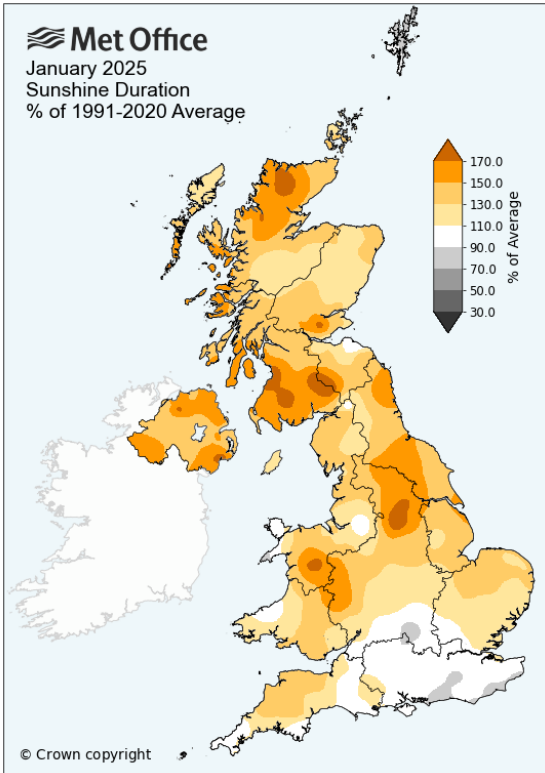 Met Office
January 2025
Sunshine Duration
% of 1991-2020 Average
170.0
150.0
130.0
110.0
90.0
70.0
50.0
30.0
% of Average
© Crown copyright